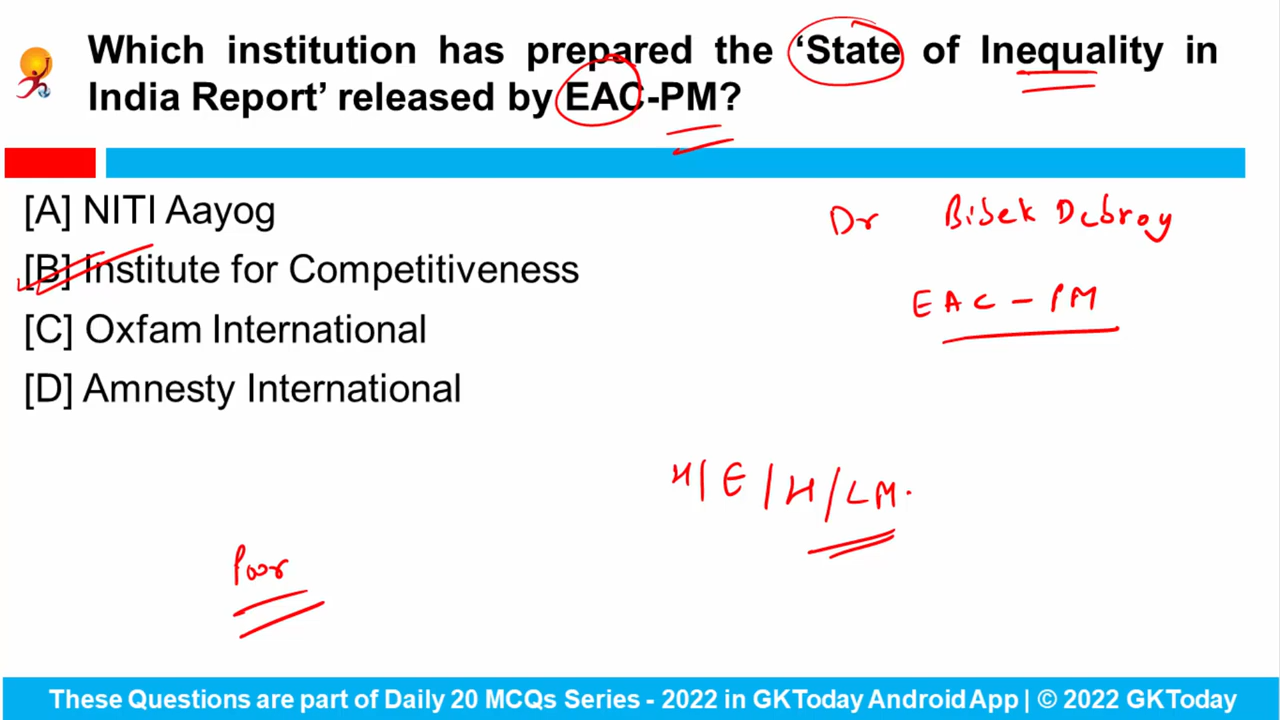 Which institution has prepared the ‘State of Inequality in
India Report’ released by EAC-PM?
[A] NITI Aayog
[B] Institute for Competitiveness
[C] Oxfam International
[D] Amnesty International
Dr Bibek Debroy
EAC - PM
H/E/H/LM.
Poor
These Questions are part of Daily 20 MCQs Series - 2022 in GKToday Android App | © 2022 GKToday